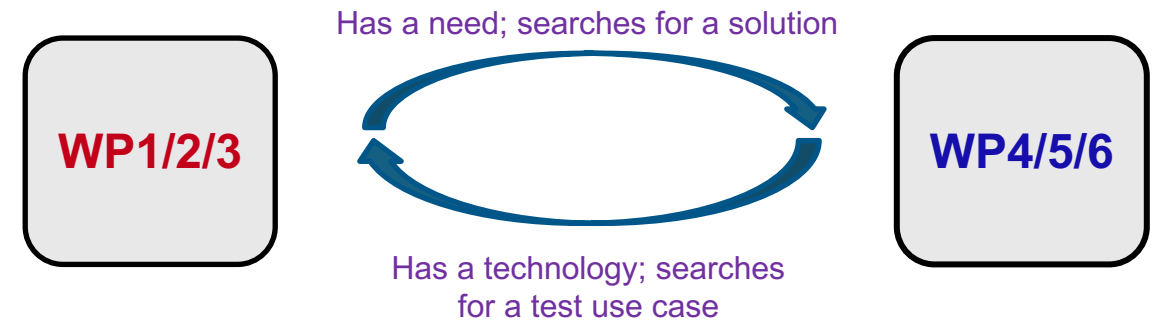 Has a need; searches for a solution
WP1/2/3
WP4/5/6
Has a technology; searches
for a test use case